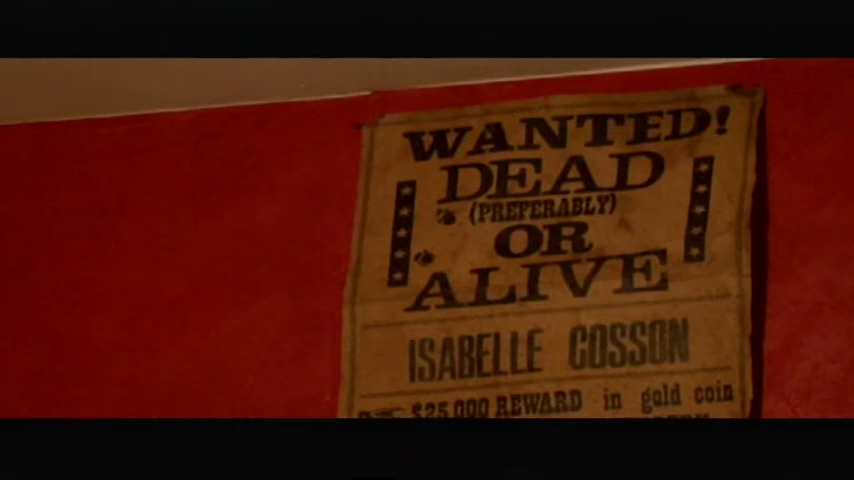 WANTED!
DEAD
(PREFERABLY)
OR
ALIVE
ISABELLE COSSON
$25,000 REWARD in gold coin